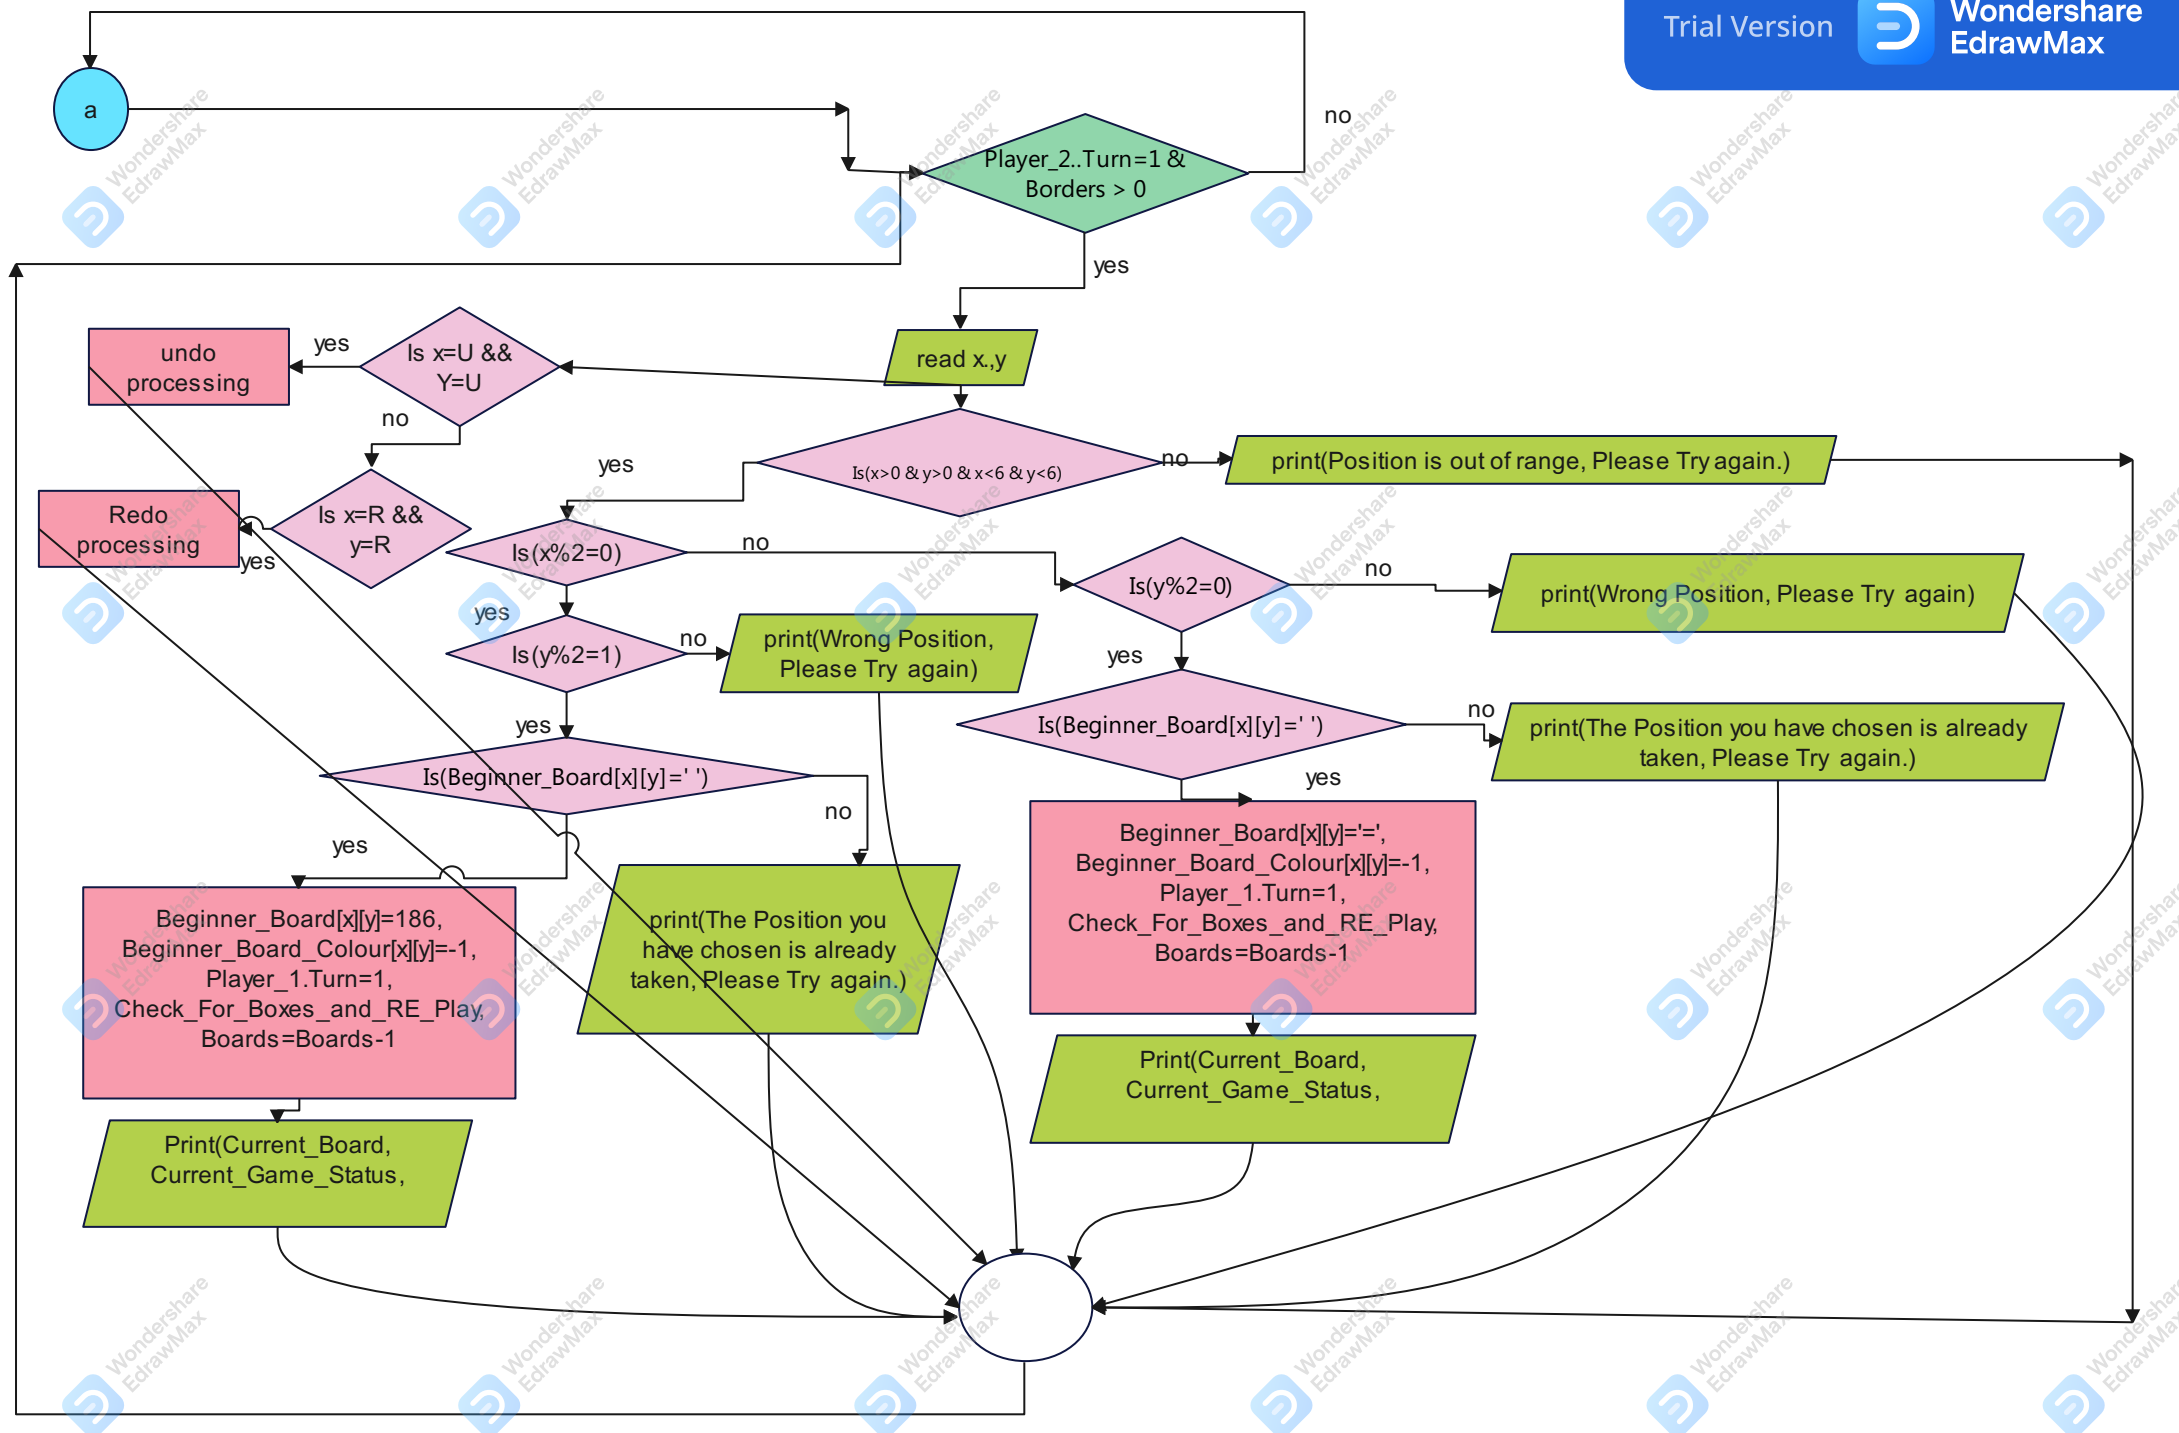 Trial Version
Wondershare
EdrawMax
a
no
Player_2..Turn=1 &
Borders > 0
yes
read x.,y
Is x=U &&
Y=U
yes
undo
processing
no
Is x=R &&
y=R
yes
Redo
processing
Is(x>0 & y>0 & x<6 & y<6)
no
print(Position is out of range, Please Try again.)
yes
Is(x%2=0)
no
Is(y%2=0)
no
print(Wrong Position, Please Try again)
yes
Is(y%2=1)
no
print(Wrong Position,
Please Try again)
yes
Is(Beginner_Board[x][y]=' ')
no
print(The Position you have chosen is already
taken, Please Try again.)
yes
Is(Beginner_Board[x][y]=' ')
no
yes
Beginner_Board[x][y]='=',
Beginner_Board_Colour[x][y]=-1,
Player_1.Turn=1,
Check_For_Boxes_and_RE_Play,
Boards=Boards-1
yes
Beginner_Board[x][y]=186,
Beginner_Board_Colour[x][y]=-1,
Player_1.Turn=1,
Check_For_Boxes_and_RE_Play,
Boards=Boards-1
print(The Position you
have chosen is already
taken, Please Try again.)
Print(Current_Board,
Current_Game_Status,
Print(Current_Board,
Current_Game_Status,